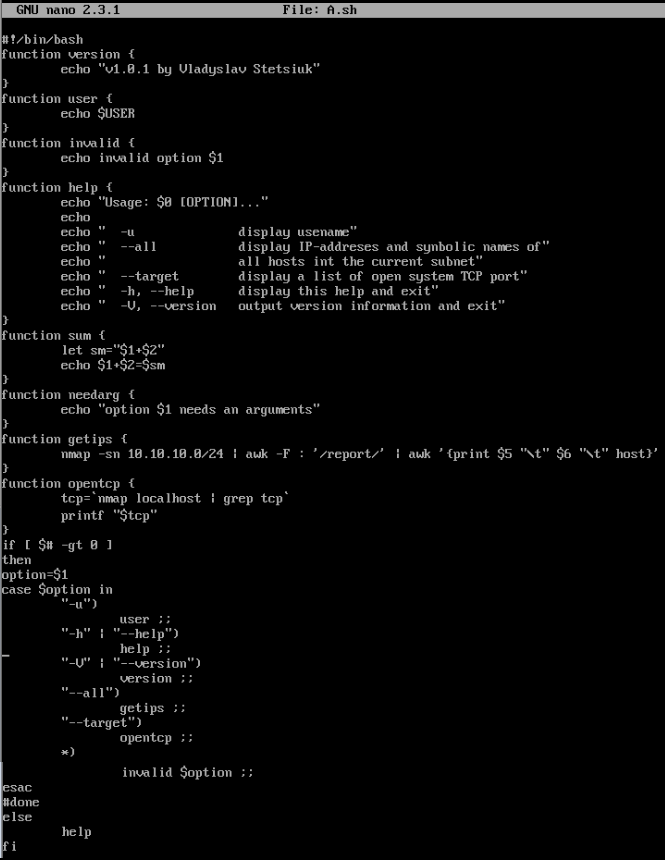 GNU nano 2.3.1 File: A.sh
#!/bin/bash
function version {
echo "v1.0.1 by Vladyslav Stetsiuk"
}
function user {
echo $USER
}
function invalid {
echo invalid option $1
}
function help {
echo "Usage: $0 [OPTION]..."
echo
echo "  -u              display usename"
echo "  --all           display IP-addreses and synbolic names of"
echo "                  all hosts int the current subnet"
echo "  --target        display a list of open system TCP port"
echo "  -h, --help      display this help and exit"
echo "  -V, --version   output version information and exit"
}
function sum {
let sm="$1+$2"
echo $1+$2=$sm
}
function needarg {
echo "option $1 needs an arguments"
}
function getips {
nmap -sn 10.10.10.0/24 | awk -F : '/report/' | awk '{print $5 "\t" $6 "\t" host}'
}
function opentcp {
tcp=`nmap localhost | grep tcp`
printf "$tcp"
}
if [ $# -gt 0 ]
then
option=$1
case $option in
"-u")
user ;;
"-h" | "--help")
help ;;
"-V" | "--version")
version ;;
"--all")
getips ;;
"--target")
opentcp ;;
*)
invalid $option ;;
esac
#done
else
help
fi